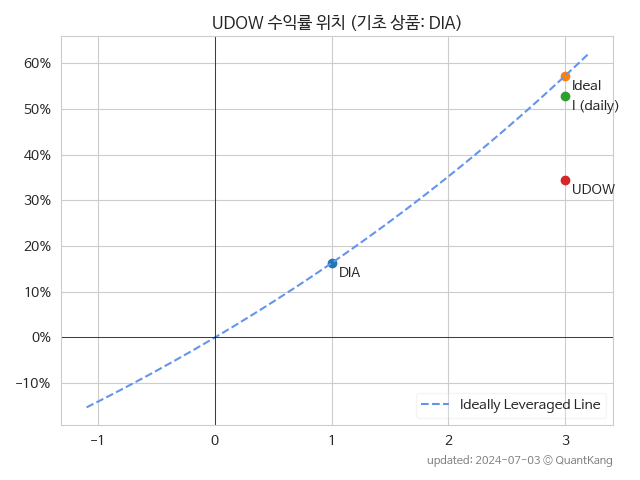 UDOW 수익률 위치 (기초 상품: DIA)
60%
50%
40%
30%
20%
10%
0%
−10%
Ideal
I (daily)
UDOW
DIA
Ideally Leveraged Line
−1
0
1
2
3
updated: 2024-07-03 © QuantKang